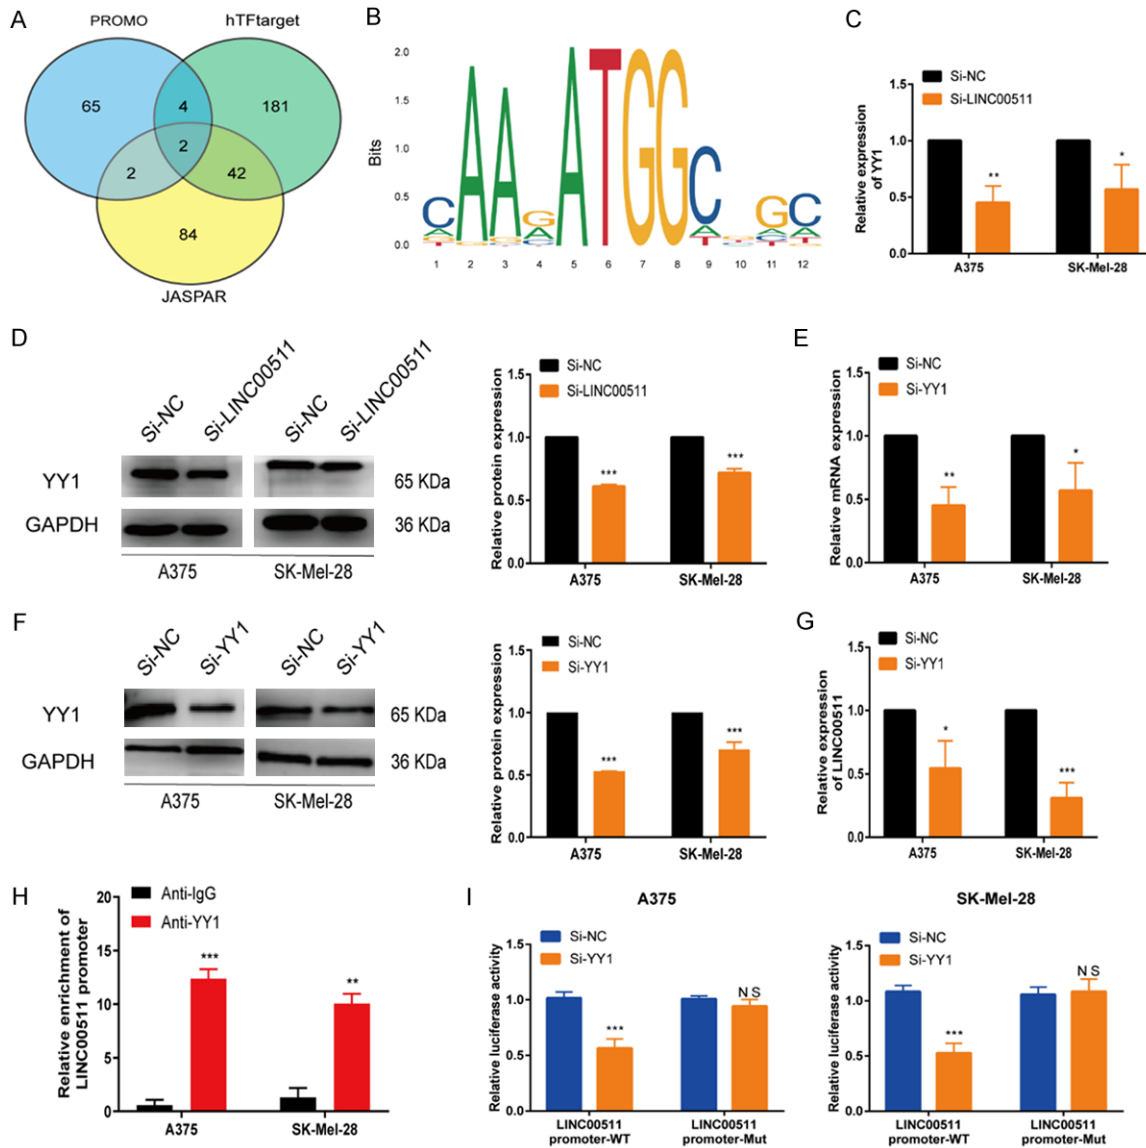 A
PROMO
hTFtarget
65
4
181
2
2
42
84
JASPAR
B
Bits
2.0
1.5
1.0
0.5
0.0
CAAGATGGC GC
1 2 3 4 5 6 7 8 9 10 11 12
C
Si-NC
Si-LINC00511
Relative expression
of YY1
1.5
1.0
0.5
0.0
**
*
A375
SK-Mel-28
D
Si-NC
Si-LINC00511
Si-NC
Si-LINC00511
YY1
65 KDa
GAPDH
36 KDa
A375
SK-Mel-28
Si-NC
Si-LINC00511
Relative protein expression
1.5
1.0
0.5
0.0
***
***
A375
SK-Mel-28
E
Si-NC
Si-YY1
Relative mRNA expression
1.5
1.0
0.5
0.0
**
*
A375
SK-Mel-28
F
Si-NC
Si-YY1
Si-NC
Si-YY1
YY1
65 KDa
GAPDH
36 KDa
A375
SK-Mel-28
Si-NC
Si-YY1
Relative protein expression
1.5
1.0
0.5
0.0
***
***
A375
SK-Mel-28
G
Si-NC
Si-YY1
Relative expression
of LINC00511
1.5
1.0
0.5
0.0
*
***
A375
SK-Mel-28
H
Anti-IgG
Anti-YY1
Relative enrichment of
LINC00511 promoter
20
15
10
5
0
***
**
A375
SK-Mel-28
I
A375
Si-NC
Si-YY1
Relative luciferase activity
1.5
1.0
0.5
0.0
***
NS
LINC00511
promoter-WT
LINC00511
promoter-Mut
SK-Mel-28
Si-NC
Si-YY1
Relative luciferase activity
1.5
1.0
0.5
0.0
***
NS
LINC00511
promoter-WT
LINC00511
promoter-Mut